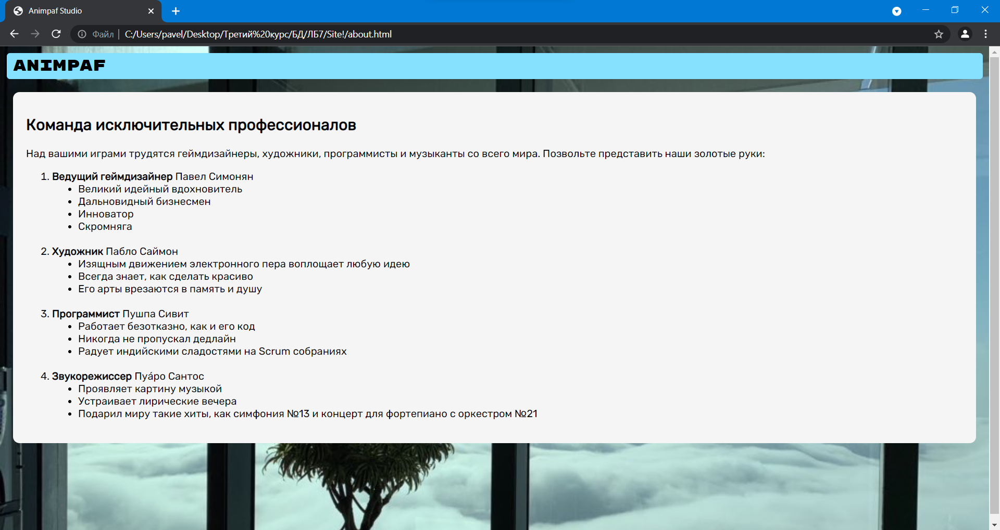 Animpaf Studio
Файл | C:/Users/pavel/Desktop/Третий%20курс/БД/ЛБ7/Site!/about.html
ANIMPAF
Команда исключительных профессионалов
Над вашими играми трудятся геймдизайнеры, художники, программисты и музыканты со всего мира. Позвольте представить наши золотые руки:
1. Ведущий геймдизайнер Павел Симонян
• Великий идейный вдохновитель
• Дальновидный бизнесмен
• Инноватор
• Скромняга
2. Художник Пабло Саймон
• Изящным движением электронного пера воплощает любую идею
• Всегда знает, как сделать красиво
• Его арты врезаются в память и душу
3. Программист Пушпа Сивит
• Работает безотказно, как и его код
• Никогда не пропускал дедлайн
• Радует индийскими сладостями на Scrum собраниях
4. Звукорежиссер Пуáро Сантос
• Проявляет картину музыкой
• Устраивает лирические вечера
• Подарил миру такие хиты, как симфония №13 и концерт для фортепиано с оркестром №21